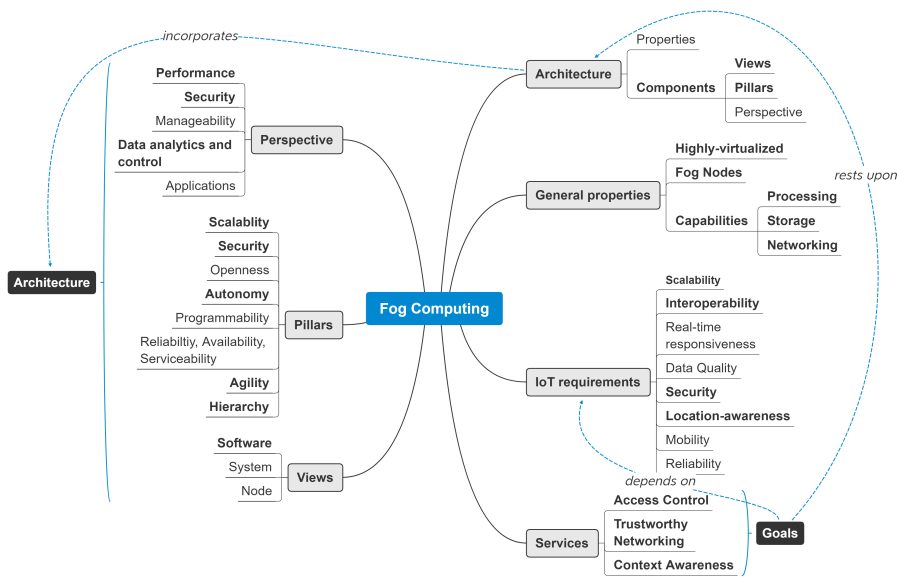 incorporates
Performance
Security
Manageability
Data analytics and
control
Applications
Perspective
Scalablity
Security
Openness
Autonomy
Programmability
Reliabiltiy, Availability,
Serviceability
Agility
Hierarchy
Pillars
Software
System
Node
Views
Architecture
Fog Computing
Architecture
Properties
Components
Views
Pillars
Perspective
rests upon
General properties
Highly-virtualized
Fog Nodes
Capabilities
Processing
Storage
Networking
IoT requirements
Scalability
Interoperability
Real-time
responsiveness
Data Quality
Security
Location-awareness
Mobility
Reliability
depends on
Services
Access Control
Trustworthy
Networking
Context Awareness
Goals